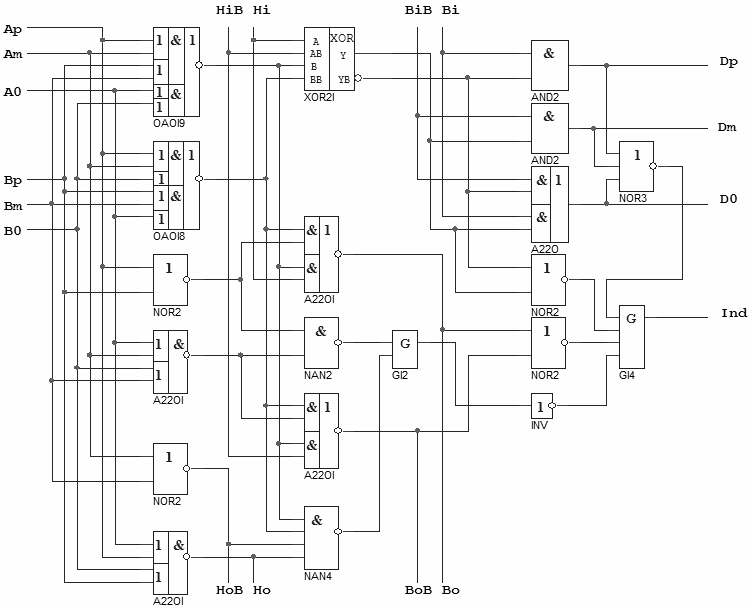 HiB Hi BiB Bi
Ap
Am
A0
Bp
Bm
B0
1 & 1
1
1 &
1
OAOI9
1 & 1
1
1 &
1
OAOI8
1
NOR2
1 &
1
A22OI
1
NOR2
1 &
1
A22OI
A XOR
AB Y
B
BB YB
XOR2I
& 1
&
A22OI
&
NAN2
G
GI2
& 1
&
A22OI
&
NAN4
&
AND2
&
AND2
& 1
&
A22O
1
NOR3
1
NOR2
1
NOR2
G
GI4
1
INV
Dp
Dm
D0
Ind
HoB Ho BoB Bo